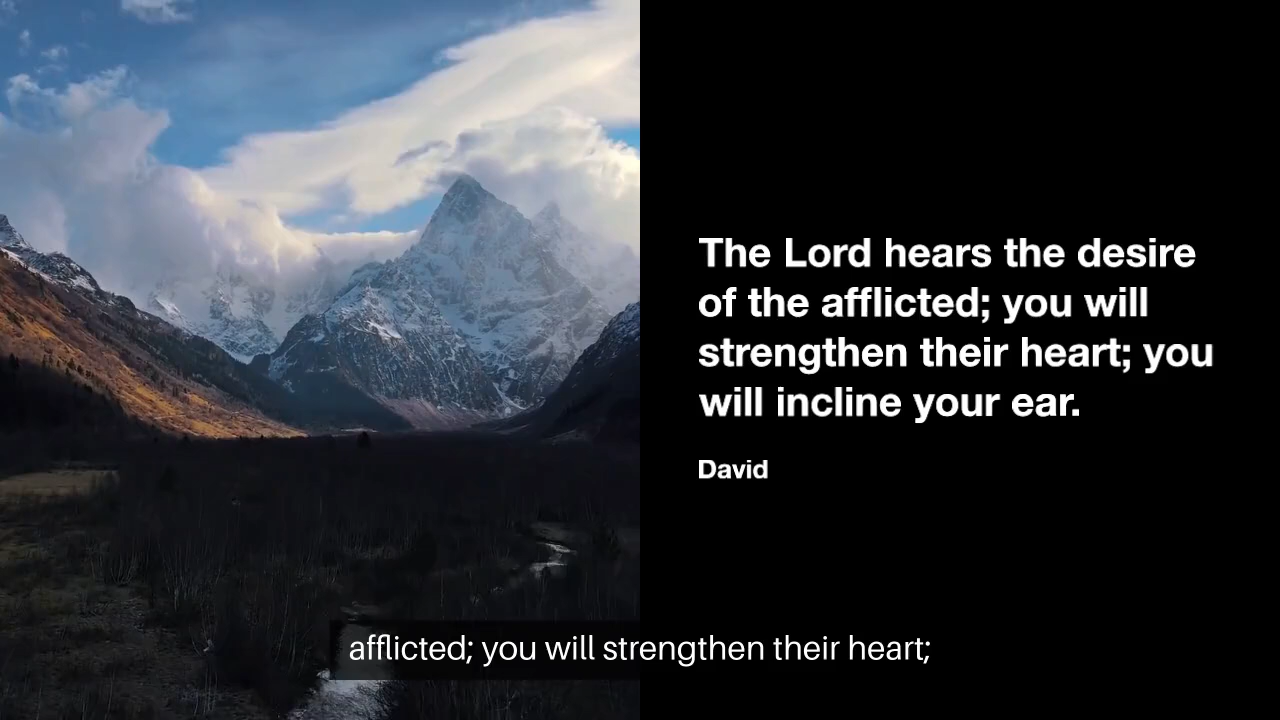 The Lord hears the desire
of the afflicted; you will
strengthen their heart; you
will incline your ear.
David
afflicted; you will strengthen their heart;